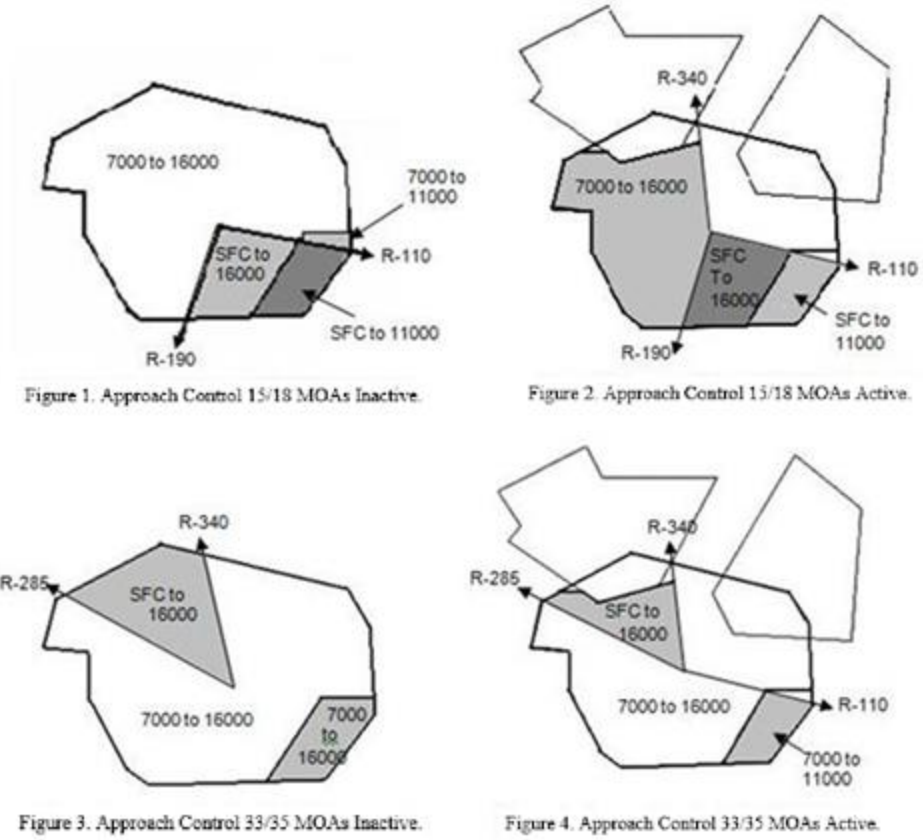 7000 to 16000
7000 to
11000
SFC to
16000
R-110
SFC to 11000
R-190
Figure 1. Approach Control 15/18 MOAs Inactive.
R-340
7000 to 16000
SFC
To
16000
R-110
SFC to
11000
R-190
Figure 2. Approach Control 15/18 MOAs Active.
R-340
R-285
SFC to
16000
7000 to 16000
7000
to
16000
Figure 3. Approach Control 33/35 MOAs Inactive.
R-340
R-285
SFC to
16000
7000 to 16000
R-110
7000 to
11000
Figure 4. Approach Control 33/35 MOAs Active.